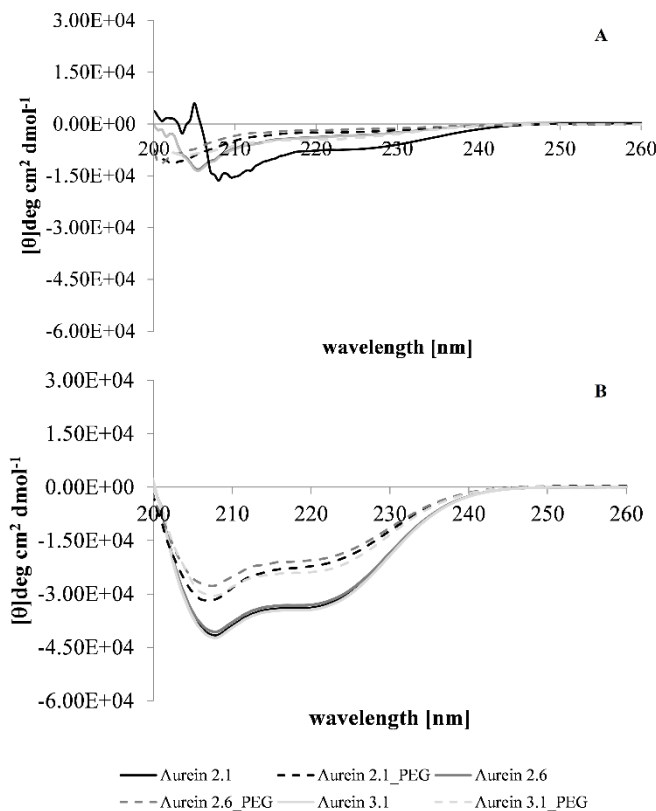 3.00E+04
A
1.50E+04
0.00E+00
200 210 220 230 240 250 260
-1.50E+04
-3.00E+04
-4.50E+04
-6.00E+04
[θ]deg cm² dmol⁻¹
wavelength [nm]
3.00E+04
B
1.50E+04
0.00E+00
200 210 220 230 240 250 260
-1.50E+04
-3.00E+04
-4.50E+04
-6.00E+04
[θ]deg cm² dmol⁻¹
wavelength [nm]
Aurein 2.1 Aurein 2.1_PEG Aurein 2.6
Aurein 2.6_PEG Aurein 3.1 Aurein 3.1_PEG